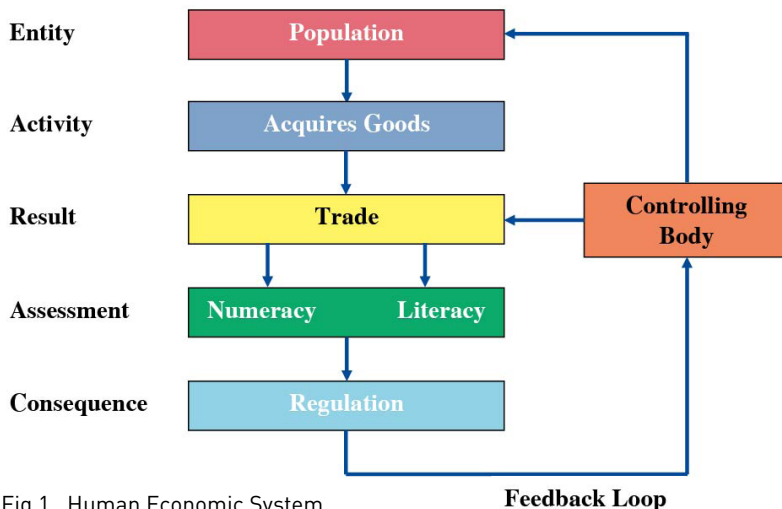 Entity
Population
Activity
Acquires Goods
Result
Trade
Controlling
Body
Assessment
Numeracy Literacy
Consequence
Regulation
Feedback Loop
Fig 1. Human Economic System